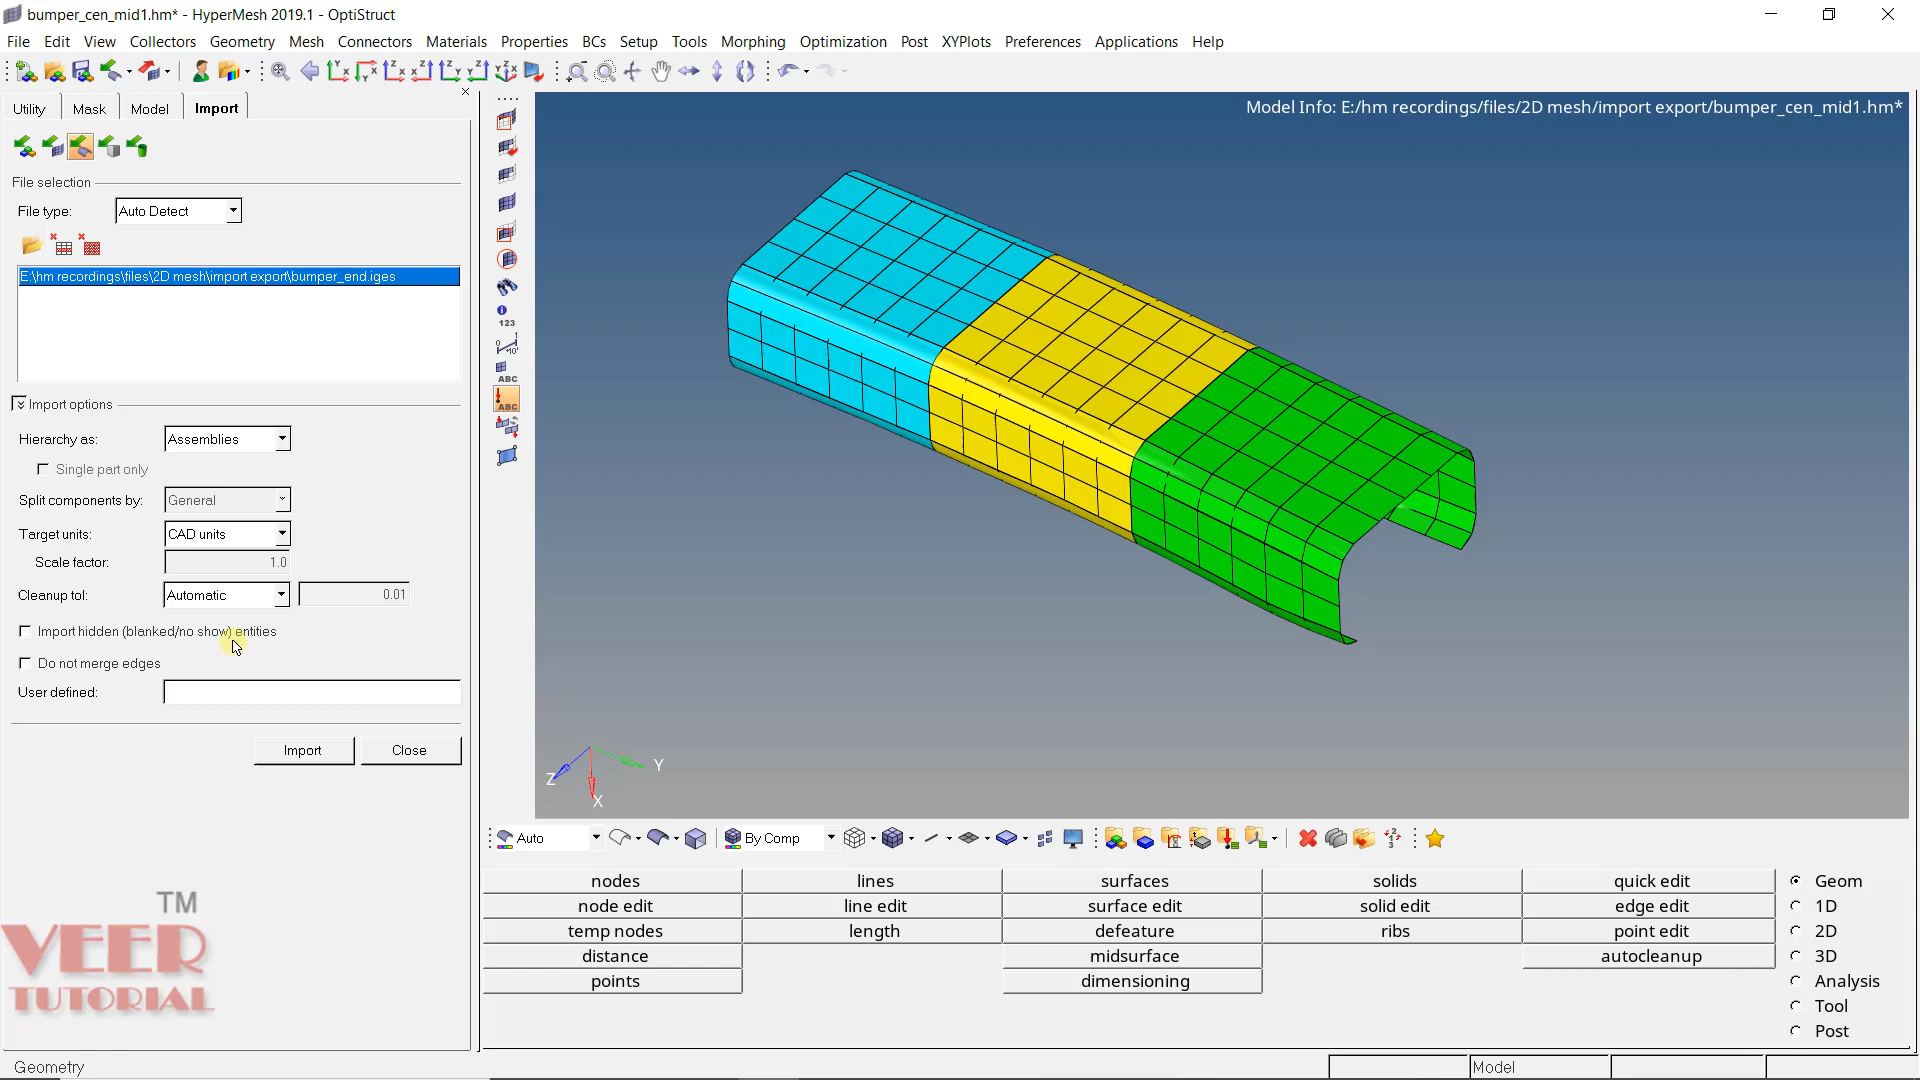 bumper_cen_mid1.hm* - HyperMesh 2019.1 - OptiStruct
File Edit View Collectors Geometry Mesh Connectors Materials Properties BCs Setup Tools Morphing Optimization Post XYPlots Preferences Applications Help
Utility Mask Model Import
Model Info: E:/hm recordings/files/2D mesh/import export/bumper_cen_mid1.hm*
File selection
File type: Auto Detect
E:\hm recordings\files\2D mesh\import export\bumper_end.iges
Import options
Hierarchy as: Assemblies
Single part only
Split components by: General
Target units: CAD units
Scale factor: 1.0
Cleanup tol: Automatic 0.01
Import hidden (blanked/no show) entities
Do not merge edges
User defined:
Import Close
123
ABC
ABC
Z Y X
Auto By Comp
nodes lines surfaces solids quick edit Geom
node edit line edit surface edit solid edit edge edit 1D
temp nodes length defeature ribs point edit 2D
distance midsurface autocleanup 3D
points dimensioning Analysis
Tool
Post
TM
VEER
TUTORIAL
Geometry Model